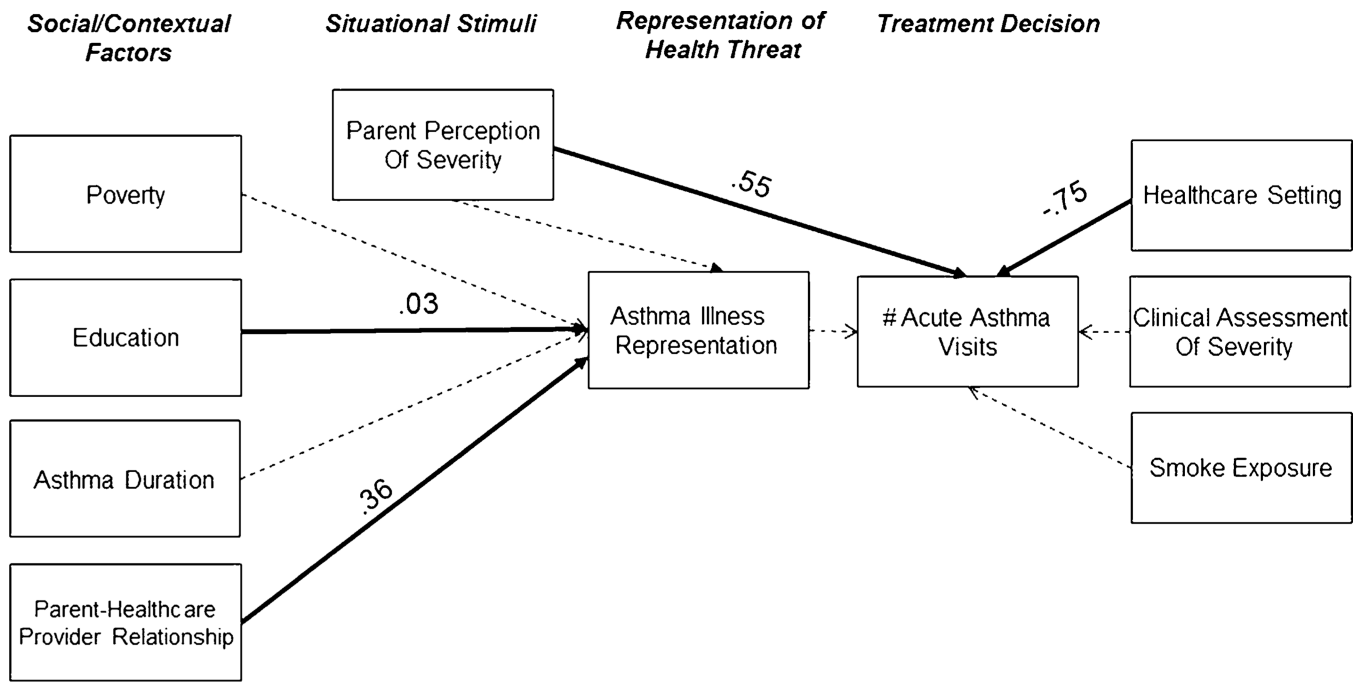 Social/Contextual
Factors
Situational Stimuli
Representation of
Health Threat
Treatment Decision
Parent Perception
Of Severity
Poverty
.55
-.75
Healthcare Setting
Education
.03
Asthma Illness
Representation
# Acute Asthma
Visits
Clinical Assessment
Of Severity
Asthma Duration
.36
Smoke Exposure
Parent-Healthcare
Provider Relationship